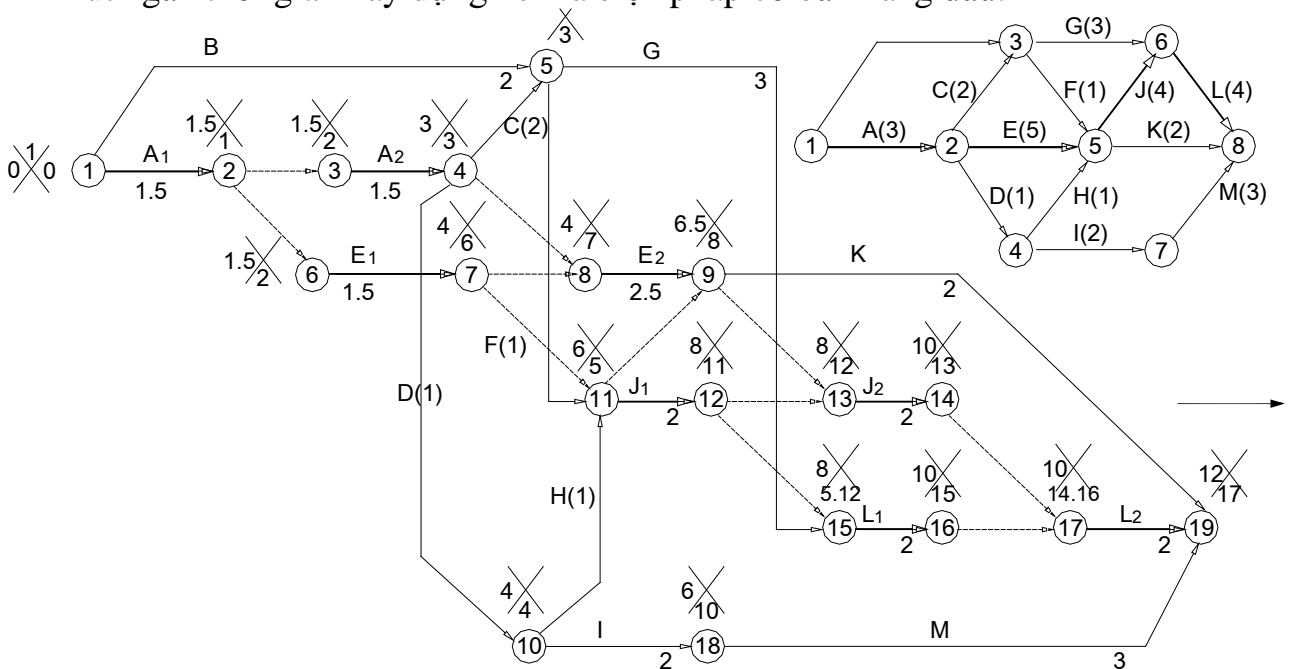 3
G(3)
6
B
5
G
2
3
3
C(2)
F(1)
J(4)
L(4)
1
A(3)
2
E(5)
5
K(2)
8
D(1)
H(1)
M(3)
4
I(2)
7
1.5
1
1.5
2
3
3
C(2)
0
1
0
1
A1
1.5
2
3
A2
1.5
4
1.5
2
6
E1
1.5
4
6
7
4
7
8
E2
2.5
6.5
8
9
K
2
F(1)
6
5
11
J1
2
8
11
12
8
12
13
J2
2
10
13
14
D(1)
H(1)
8
5.12
15
L1
2
10
15
16
10
14.16
17
L2
2
12
17
19
4
4
10
I
2
6
10
18
M
3